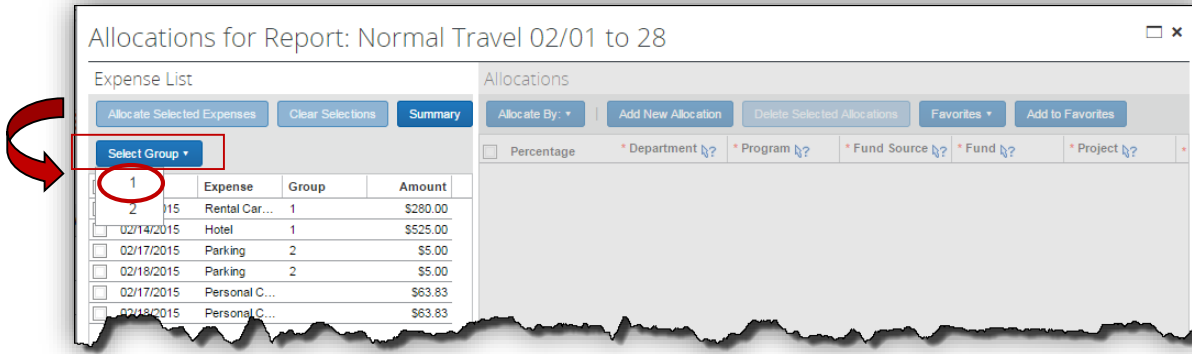 Allocations for Report: Normal Travel 02/01 to 28
Expense List
Allocations
Allocate Selected Expenses Clear Selections Summary
Allocate By: Add New Allocation Delete Selected Allocations Favorites Add to Favorites
Select Group
Percentage * Department ? * Program ? * Fund Source ? * Fund ? * Project ? *
1
2
Expense Group Amount
15 Rental Car... 1 $280.00
02/14/2015 Hotel 1 $525.00
02/17/2015 Parking 2 $5.00
02/18/2015 Parking 2 $5.00
02/17/2015 Personal C... $63.83
02/18/2015 Personal C... $63.83